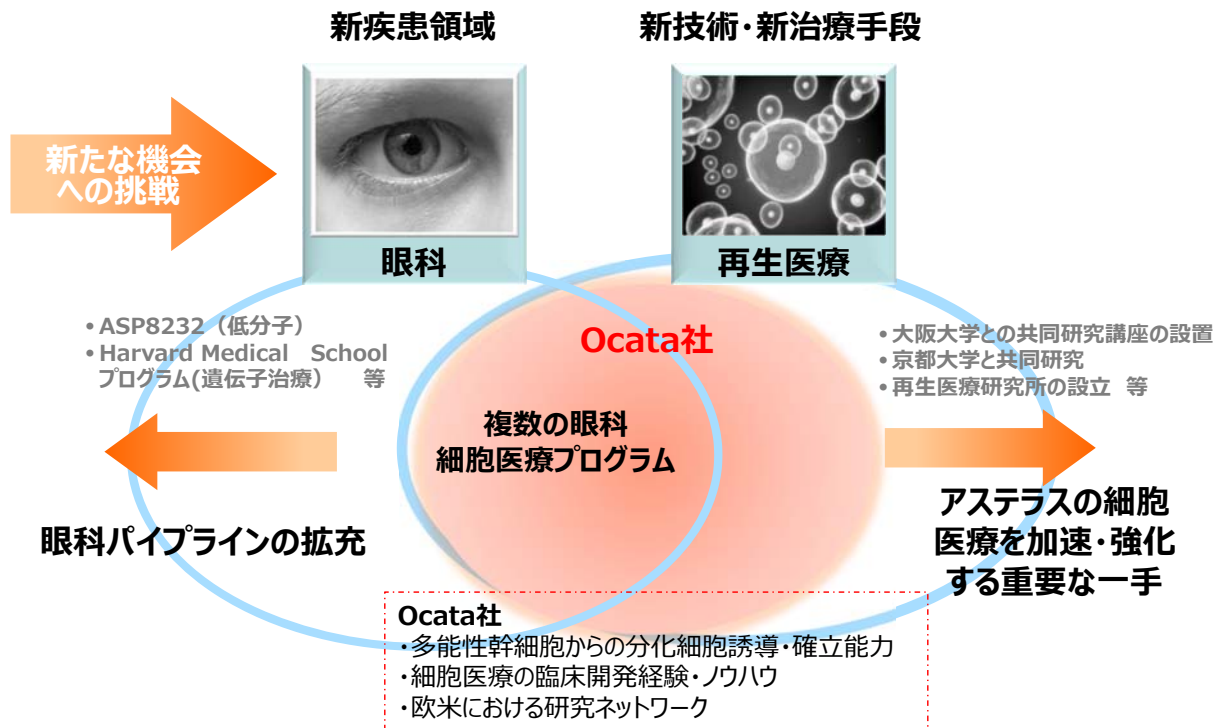 新疾患領域
新技術・新治療手段
新たな機会
への挑戦
眼科
再生医療
• ASP8232（低分子）
• Harvard Medical School
プログラム(遺伝子治療） 等
Ocata社
• 大阪大学との共同研究講座の設置
• 京都大学と共同研究
• 再生医療研究所の設立 等
複数の眼科
細胞医療プログラム
眼科パイプラインの拡充
アステラスの細胞
医療を加速・強化
する重要な一手
Ocata社
・多能性幹細胞からの分化細胞誘導・確立能力
・細胞医療の臨床開発経験・ノウハウ
・欧米における研究ネットワーク